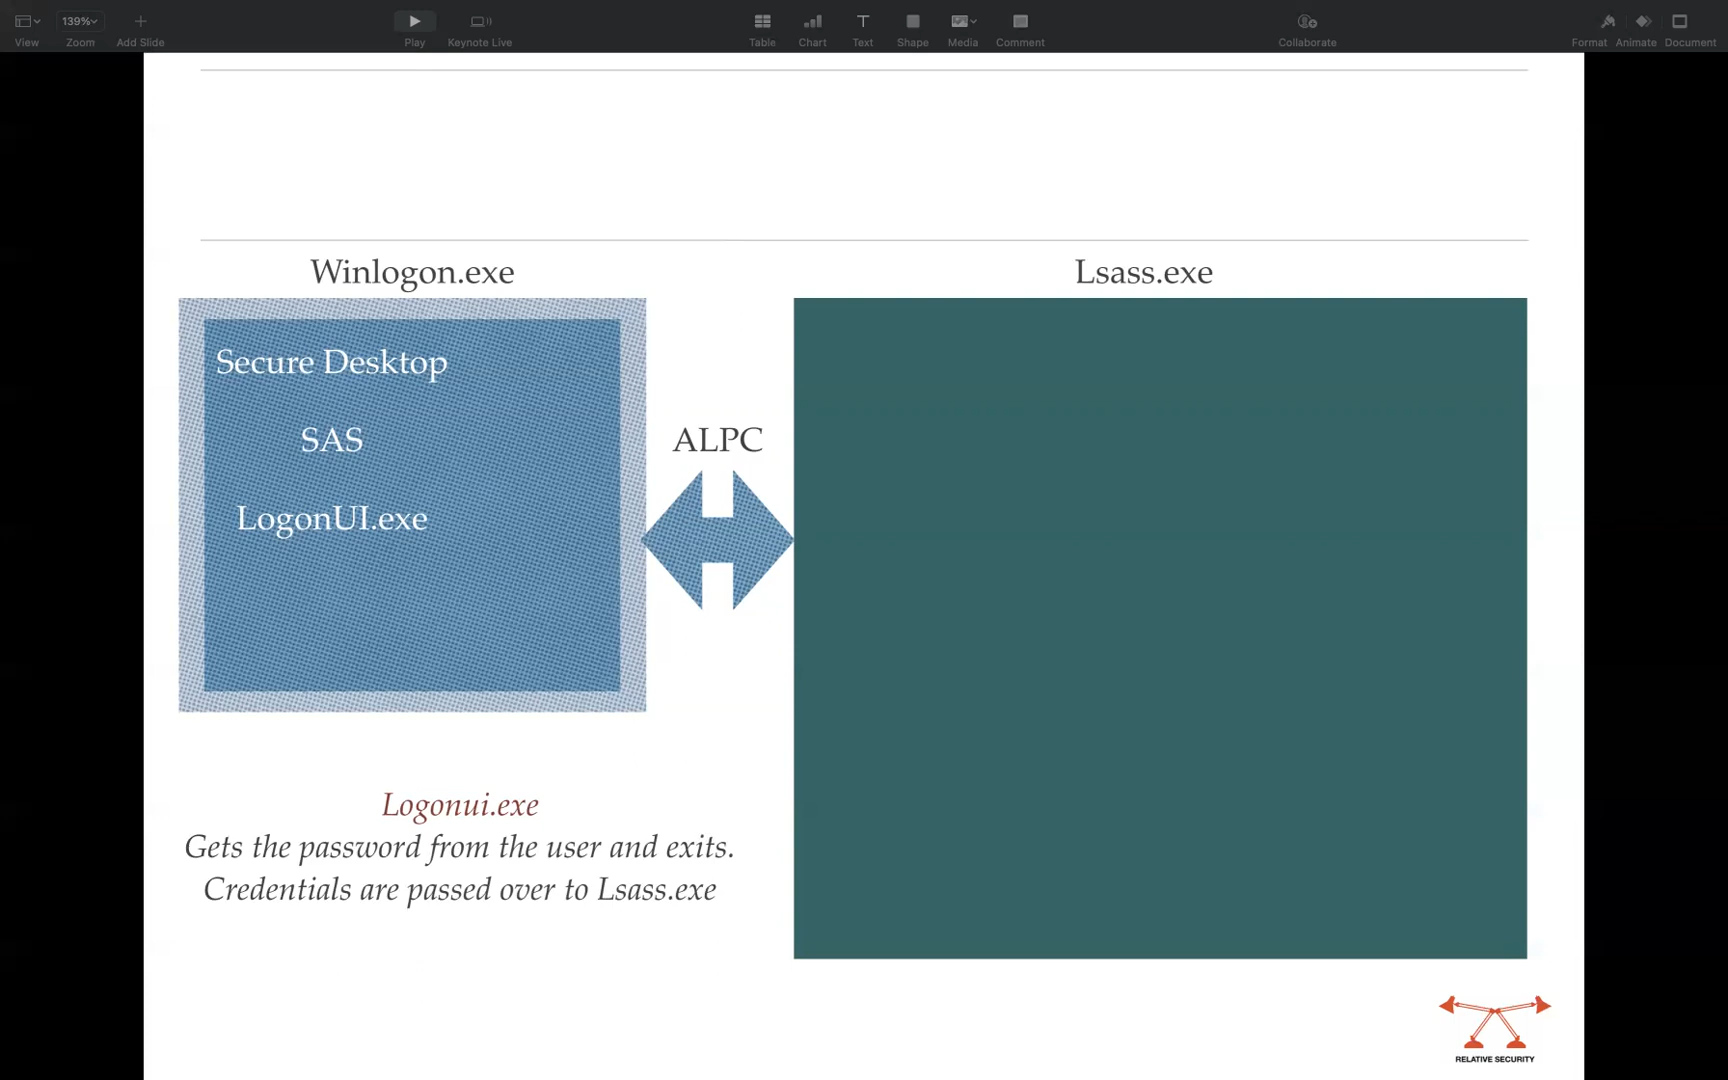 139%
View
Zoom
Add Slide
Play
Keynote Live
Table
Chart
Text
Shape
Media
Comment
Collaborate
Format
Animate
Document
Winlogon.exe
Lsass.exe
Secure Desktop
SAS
ALPC
LogonUI.exe
Logonui.exe
Gets the password from the user and exits.
Credentials are passed over to Lsass.exe
RELATIVE SECURITY